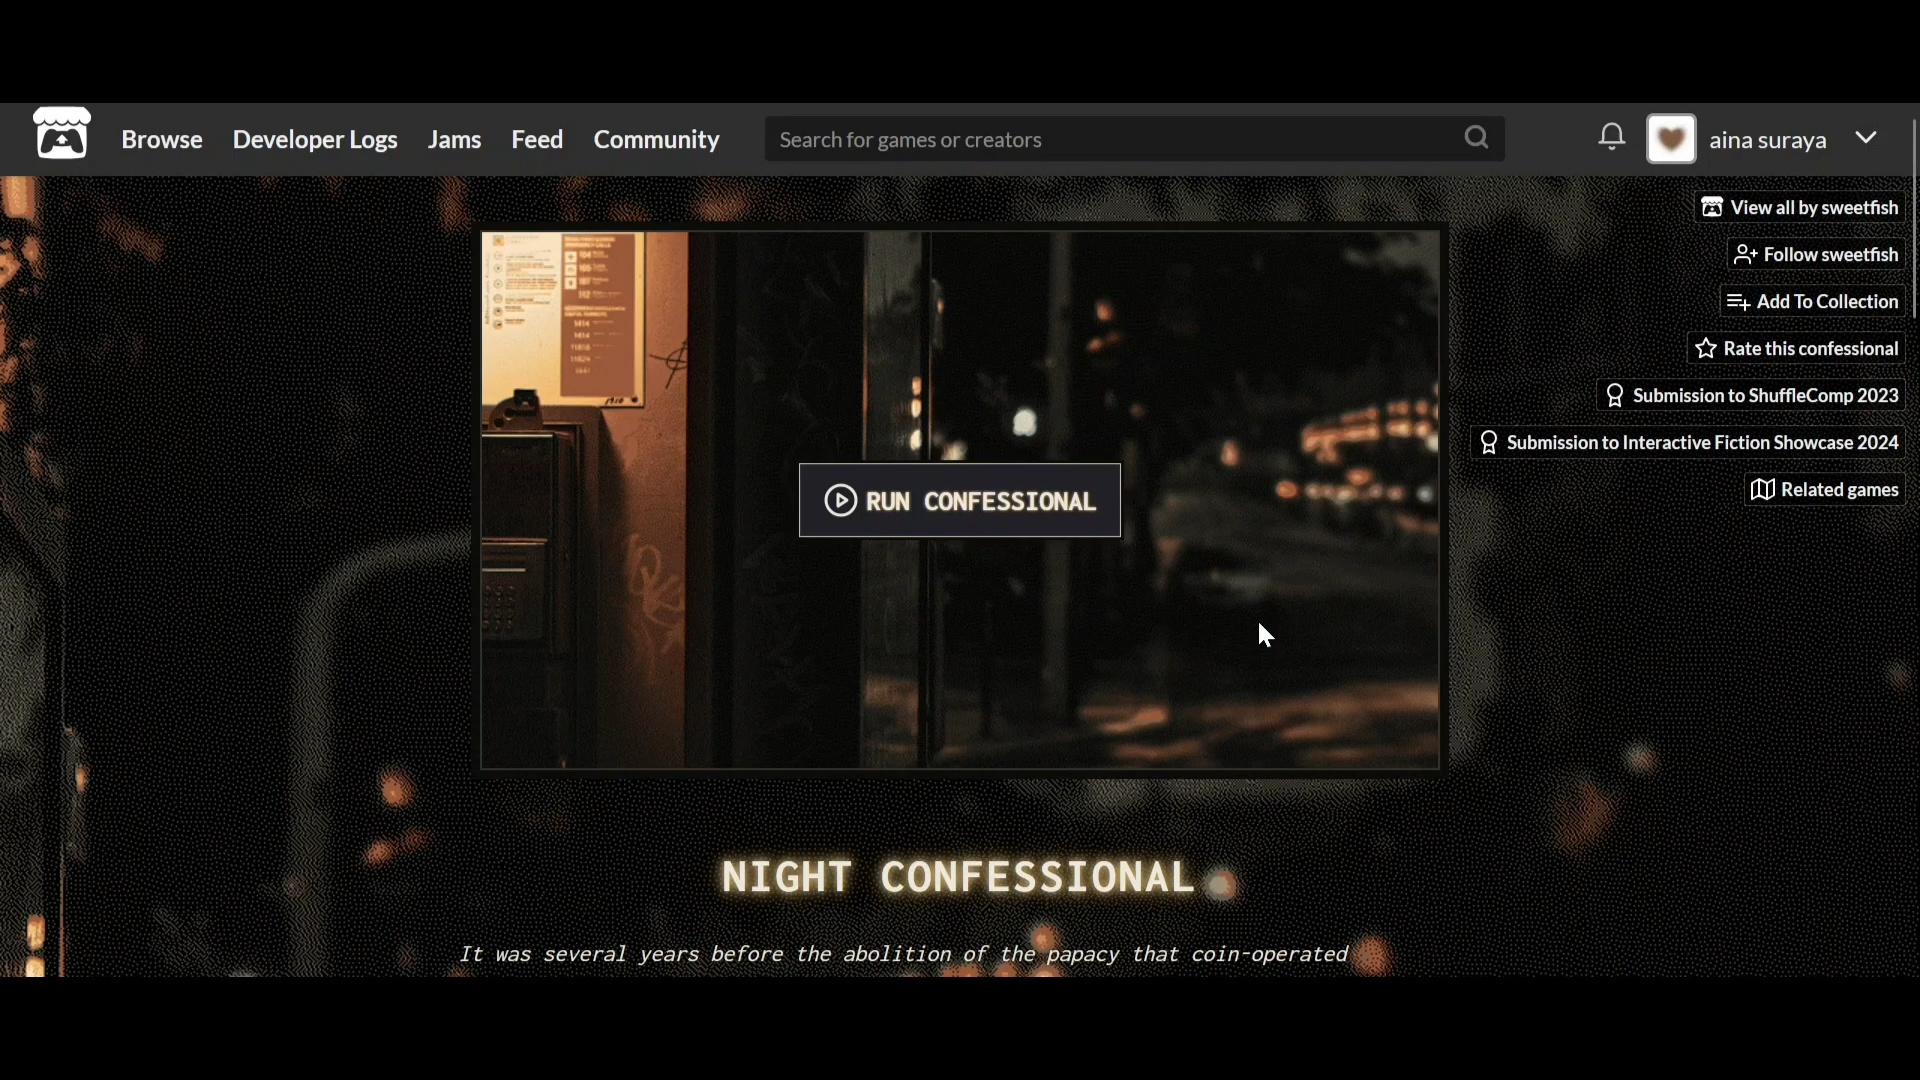 Browse
Developer Logs
Jams
Feed
Community
Search for games or creators
aina suraya
View all by sweetfish
Follow sweetfish
Add To Collection
Rate this confessional
Submission to ShuffleComp 2023
Submission to Interactive Fiction Showcase 2024
Related games
112
1414
RUN CONFESSIONAL
NIGHT CONFESSIONAL
It was several years before the abolition of the papacy that coin-operated